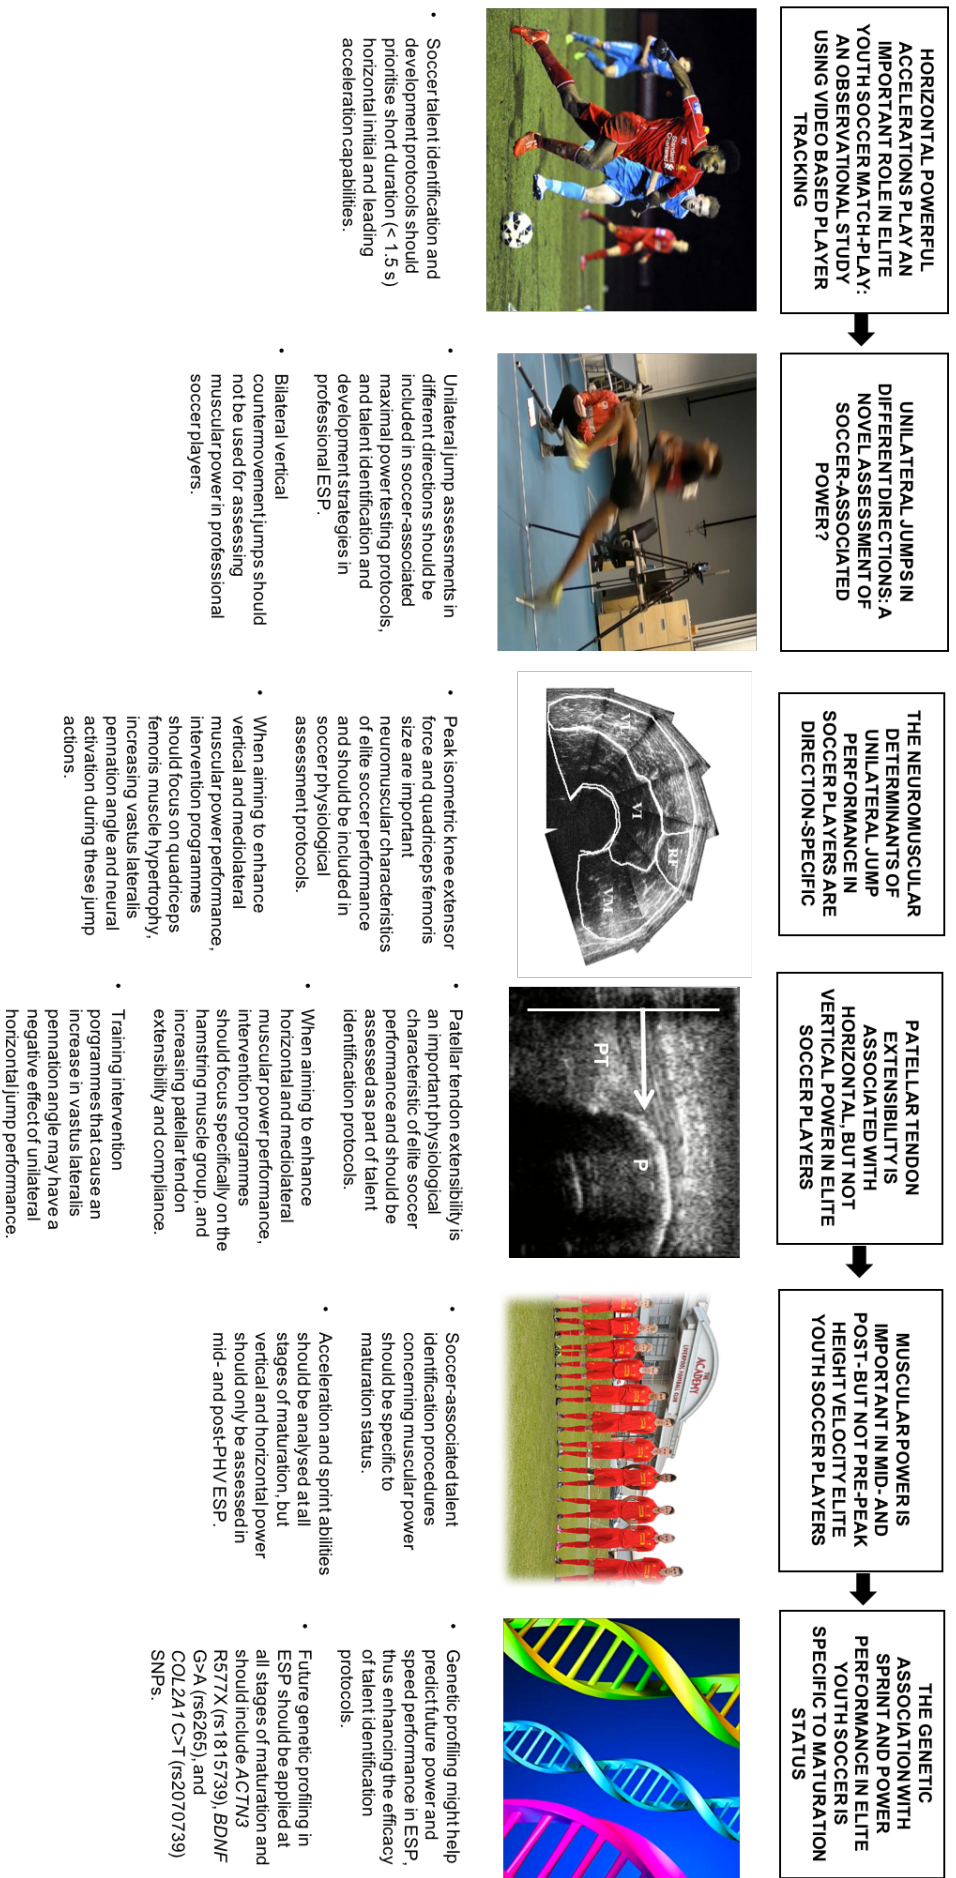 HORIZONTAL POWERFUL
ACCELERATIONS PLAY AN
IMPORTANT ROLE IN ELITE
YOUTH SOCCER MATCH-PLAY:
AN OBSERVATIONAL STUDY
USING VIDEO BASED PLAYER
TRACKING
Standard
Chartered
• Soccer talent identification and
development protocols should
prioritise short duration (< 1.5 s)
horizontal initial and leading
acceleration capabilities.
UNILATERAL JUMPS IN
DIFFERENT DIRECTIONS: A
NOVEL ASSESSMENT OF
SOCCER-ASSOCIATED
POWER?
• Unilateral jump assessments in
different directions should be
included in soccer-associated
maximal power testing protocols,
and talent identification and
development strategies in
professional ESP.
• Bilateral vertical
countermovement jumps should
not be used for assessing
muscular power in professional
soccer players.
THE NEUROMUSCULAR
DETERMINANTS OF
UNILATERAL JUMP
PERFORMANCE IN
SOCCER PLAYERS ARE
DIRECTION-SPECIFIC
VL
VI
RF
VM
• Peak isometric knee extensor
force and quadriceps femoris
size are important
neuromuscular characteristics
of elite soccer performance
and should be included in
soccer physiological
assessment protocols.
• When aiming to enhance
vertical and mediolateral
muscular power performance,
intervention programmes
should focus on quadriceps
femoris muscle hypertrophy,
increasing vastus lateralis
pennation angle and neural
activation during these jump
actions.
PATELLAR TENDON
EXTENSIBILITY IS
ASSOCIATED WITH
HORIZONTAL, BUT NOT
VERTICAL POWER IN ELITE
SOCCER PLAYERS
PT
P
• Patellar tendon extensibility is
an important physiological
characteristic of elite soccer
performance and should be
assessed as part of talent
identification protocols.
• When aiming to enhance
horizontal and mediolateral
muscular power performance,
intervention programmes
should focus specifically on the
hamstring muscle group, and
increasing patellar tendon
extensibility and compliance.
• Training intervention
porgrammes that cause an
increase in vastus lateralis
pennation angle may have a
negative effect of unilateral
horizontal jump performance.
MUSCULAR POWER IS
IMPORTANT IN MID- AND
POST- BUT NOT PRE-PEAK
HEIGHT VELOCITY ELITE
YOUTH SOCCER PLAYERS
THE
ACADEMY
LIVERPOOL FOOTBALL CLUB
• Soccer-associated talent
identification procedures
concerning muscular power
should be specific to
maturation status.
• Acceleration and sprint abilities
should be analysed at all
stages of maturation, but
vertical and horizontal power
should only be assessed in
mid- and post-PHV ESP.
THE GENETIC
ASSOCIATION WITH
SPRINT AND POWER
PERFORMANCE IN ELITE
YOUTH SOCCER IS
SPECIFIC TO MATURATION
STATUS
• Genetic profiling might help
predict future power and
speed performance in ESP,
thus enhancing the efficacy
of talent identification
protocols.
• Future genetic profiling in
ESP should be applied at
all stages of maturation and
should include ACTN3
R577X (rs1815739), BDNF
G>A (rs6265), and
COL2A1 C>T (rs2070739)
SNPs.